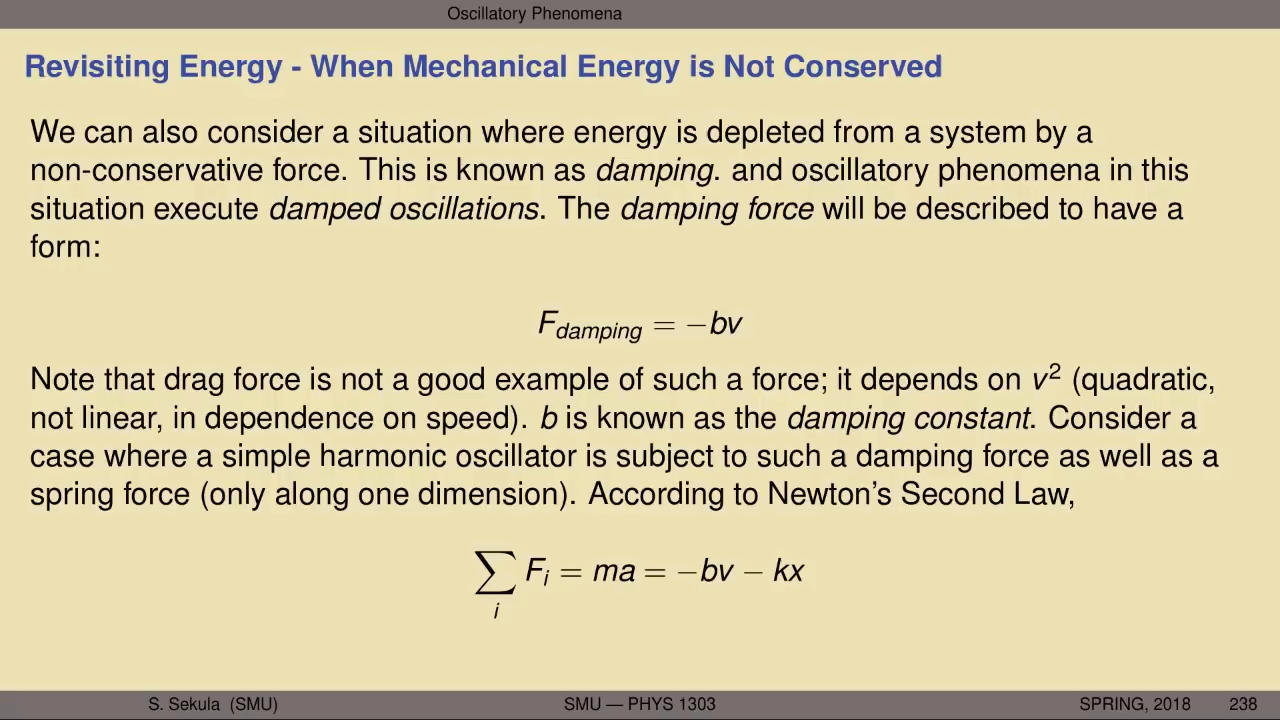 Oscillatory Phenomena
Revisiting Energy - When Mechanical Energy is Not Conserved
We can also consider a situation where energy is depleted from a system by a
non-conservative force. This is known as damping. and oscillatory phenomena in this
situation execute damped oscillations. The damping force will be described to have a
form:
F_damping = −bv
Note that drag force is not a good example of such a force; it depends on v² (quadratic,
not linear, in dependence on speed). b is known as the damping constant. Consider a
case where a simple harmonic oscillator is subject to such a damping force as well as a
spring force (only along one dimension). According to Newton's Second Law,
∑_i F_i = ma = −bv − kx
S. Sekula (SMU) SMU — PHYS 1303 SPRING, 2018 238